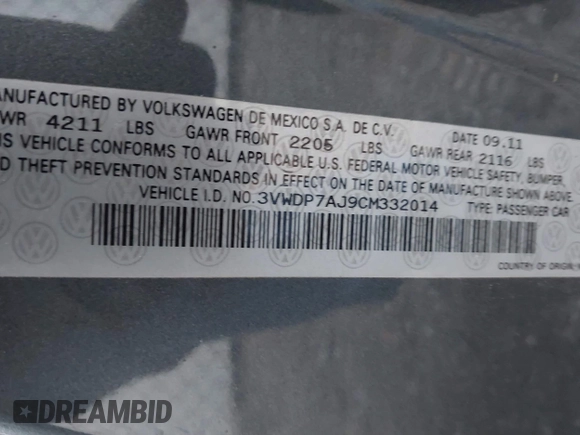 MANUFACTURED BY VOLKSWAGEN DE MEXICO S.A. DE C.V. DATE 09.11
WR 4211 LBS GAWR FRONT 2205 LBS GAWR REAR 2116 LBS
IS VEHICLE CONFORMS TO ALL APPLICABLE U.S. FEDERAL MOTOR VEHICLE SAFETY, BUMPER,
D THEFT PREVENTION STANDARDS IN EFFECT ON THE DATE OF MANUFACTURE SHOWN ABOVE.
VEHICLE I.D. NO. 3VWDP7AJ9CM332014 TYPE: PASSENGER CAR
COUNTRY OF ORIGIN:
DREAMBID